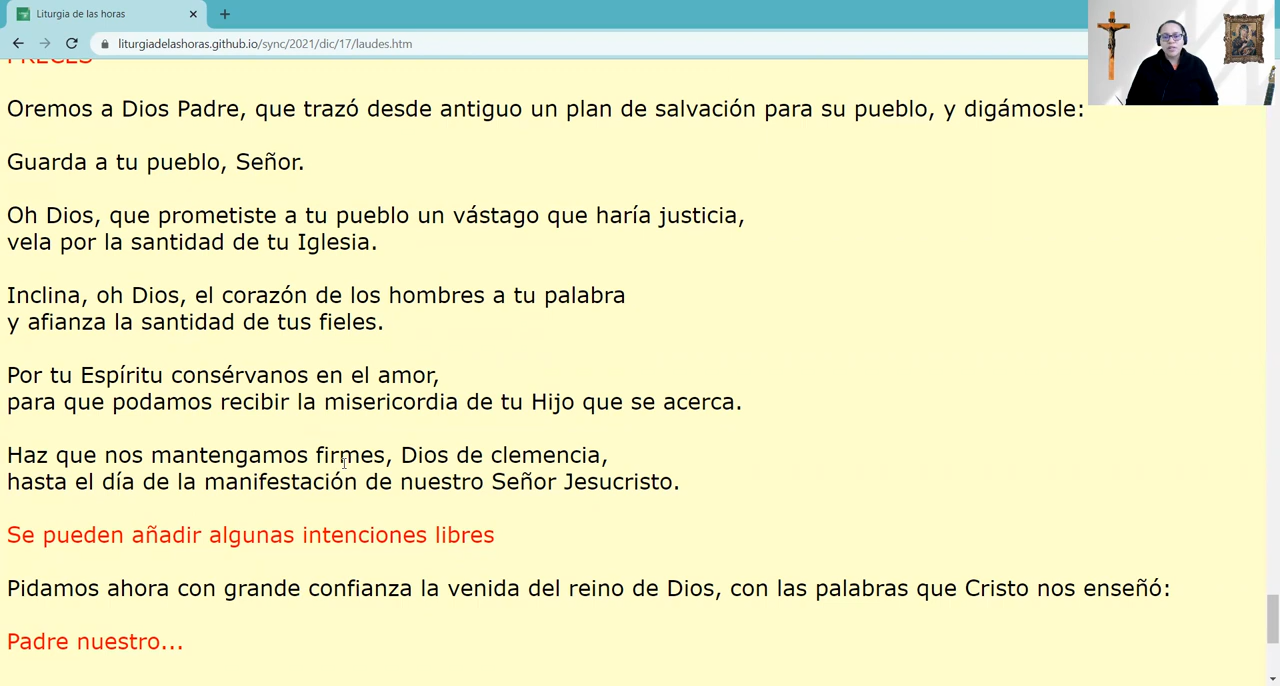 Liturgia de las horas
liturgiadelashoras.github.io/sync/2021/dic/17/laudes.htm
PRECES
Oremos a Dios Padre, que trazó desde antiguo un plan de salvación para su pueblo, y digámosle:
Guarda a tu pueblo, Señor.
Oh Dios, que prometiste a tu pueblo un vástago que haría justicia,
vela por la santidad de tu Iglesia.
Inclina, oh Dios, el corazón de los hombres a tu palabra
y afianza la santidad de tus fieles.
Por tu Espíritu consérvanos en el amor,
para que podamos recibir la misericordia de tu Hijo que se acerca.
Haz que nos mantengamos firmes, Dios de clemencia,
hasta el día de la manifestación de nuestro Señor Jesucristo.
Se pueden añadir algunas intenciones libres
Pidamos ahora con grande confianza la venida del reino de Dios, con las palabras que Cristo nos enseñó:
Padre nuestro...